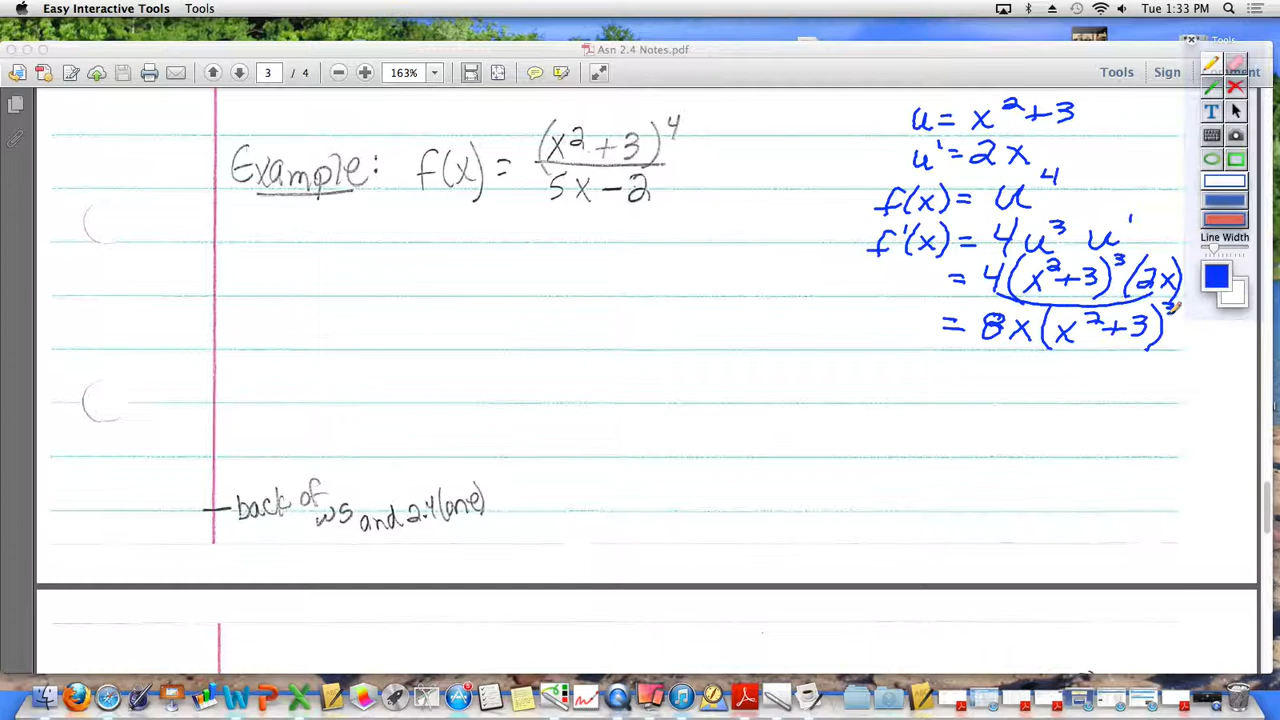 Easy Interactive Tools Tools Tue 1:33 PM
Asn 2.4 Notes.pdf
Tools
3 / 4 163% Tools Sign Comment
Example: f(x) = (x² + 3)⁴
5x − 2
u = x² + 3
u' = 2x
f(x) = u⁴
f'(x) = 4u³ u'
= 4(x² + 3)³ (2x)
= 8x(x² + 3)³
Line Width
back of ws and 2.4 (one)